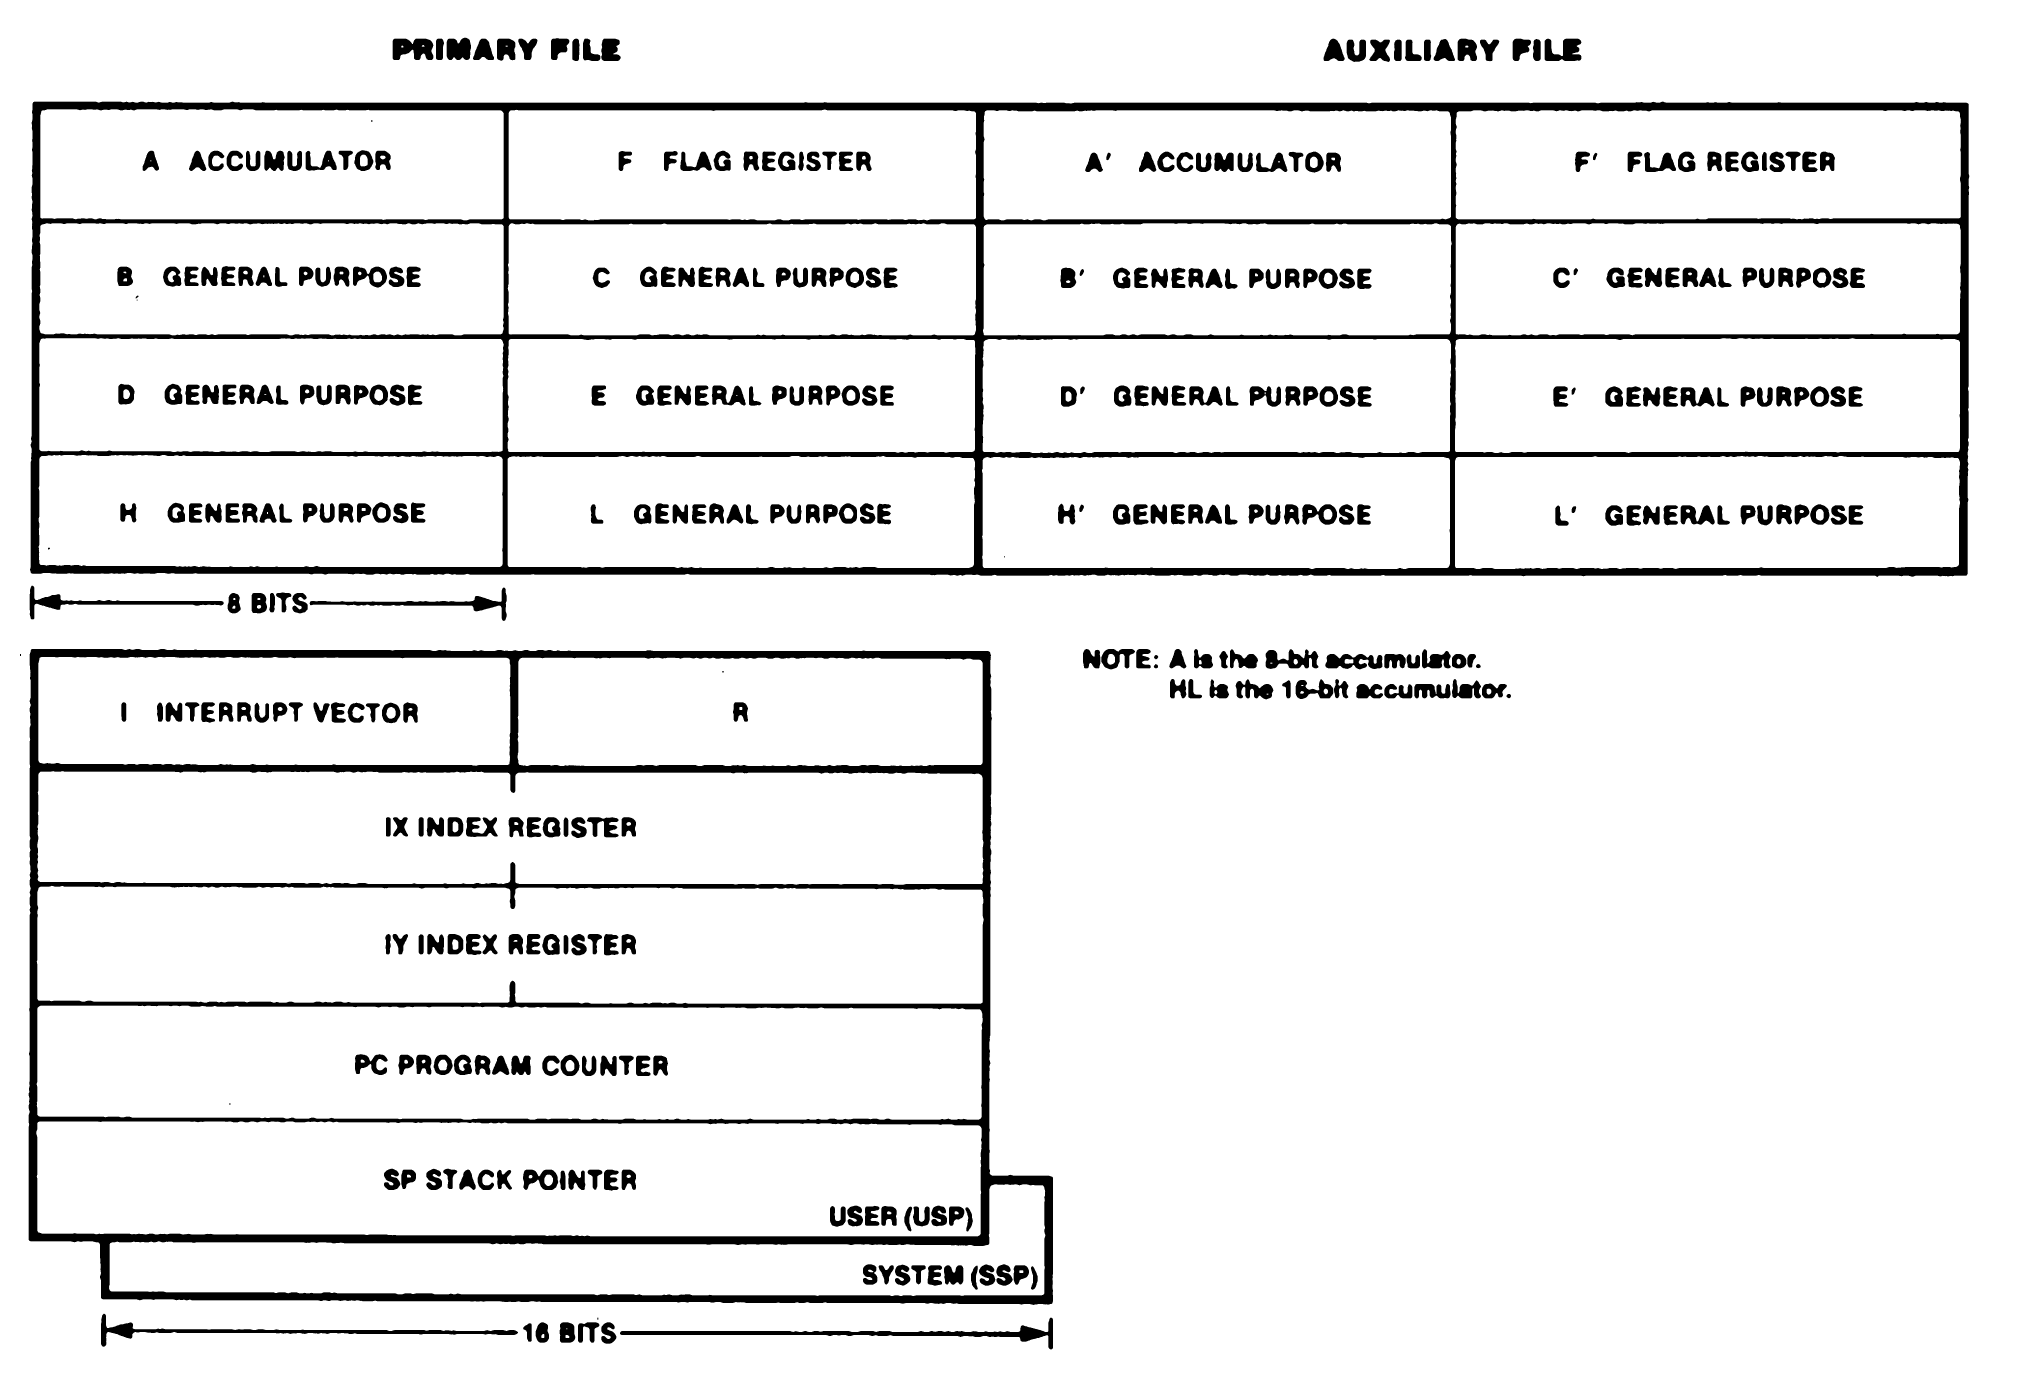 PRIMARY FILE AUXILIARY FILE
A ACCUMULATOR F FLAG REGISTER A' ACCUMULATOR F' FLAG REGISTER
B GENERAL PURPOSE C GENERAL PURPOSE B' GENERAL PURPOSE C' GENERAL PURPOSE
D GENERAL PURPOSE E GENERAL PURPOSE D' GENERAL PURPOSE E' GENERAL PURPOSE
H GENERAL PURPOSE L GENERAL PURPOSE H' GENERAL PURPOSE L' GENERAL PURPOSE
8 BITS
NOTE: A is the 8-bit accumulator.
HL is the 16-bit accumulator.
I INTERRUPT VECTOR R
IX INDEX REGISTER
IY INDEX REGISTER
PC PROGRAM COUNTER
SP STACK POINTER
USER (USP)
SYSTEM (SSP)
16 BITS